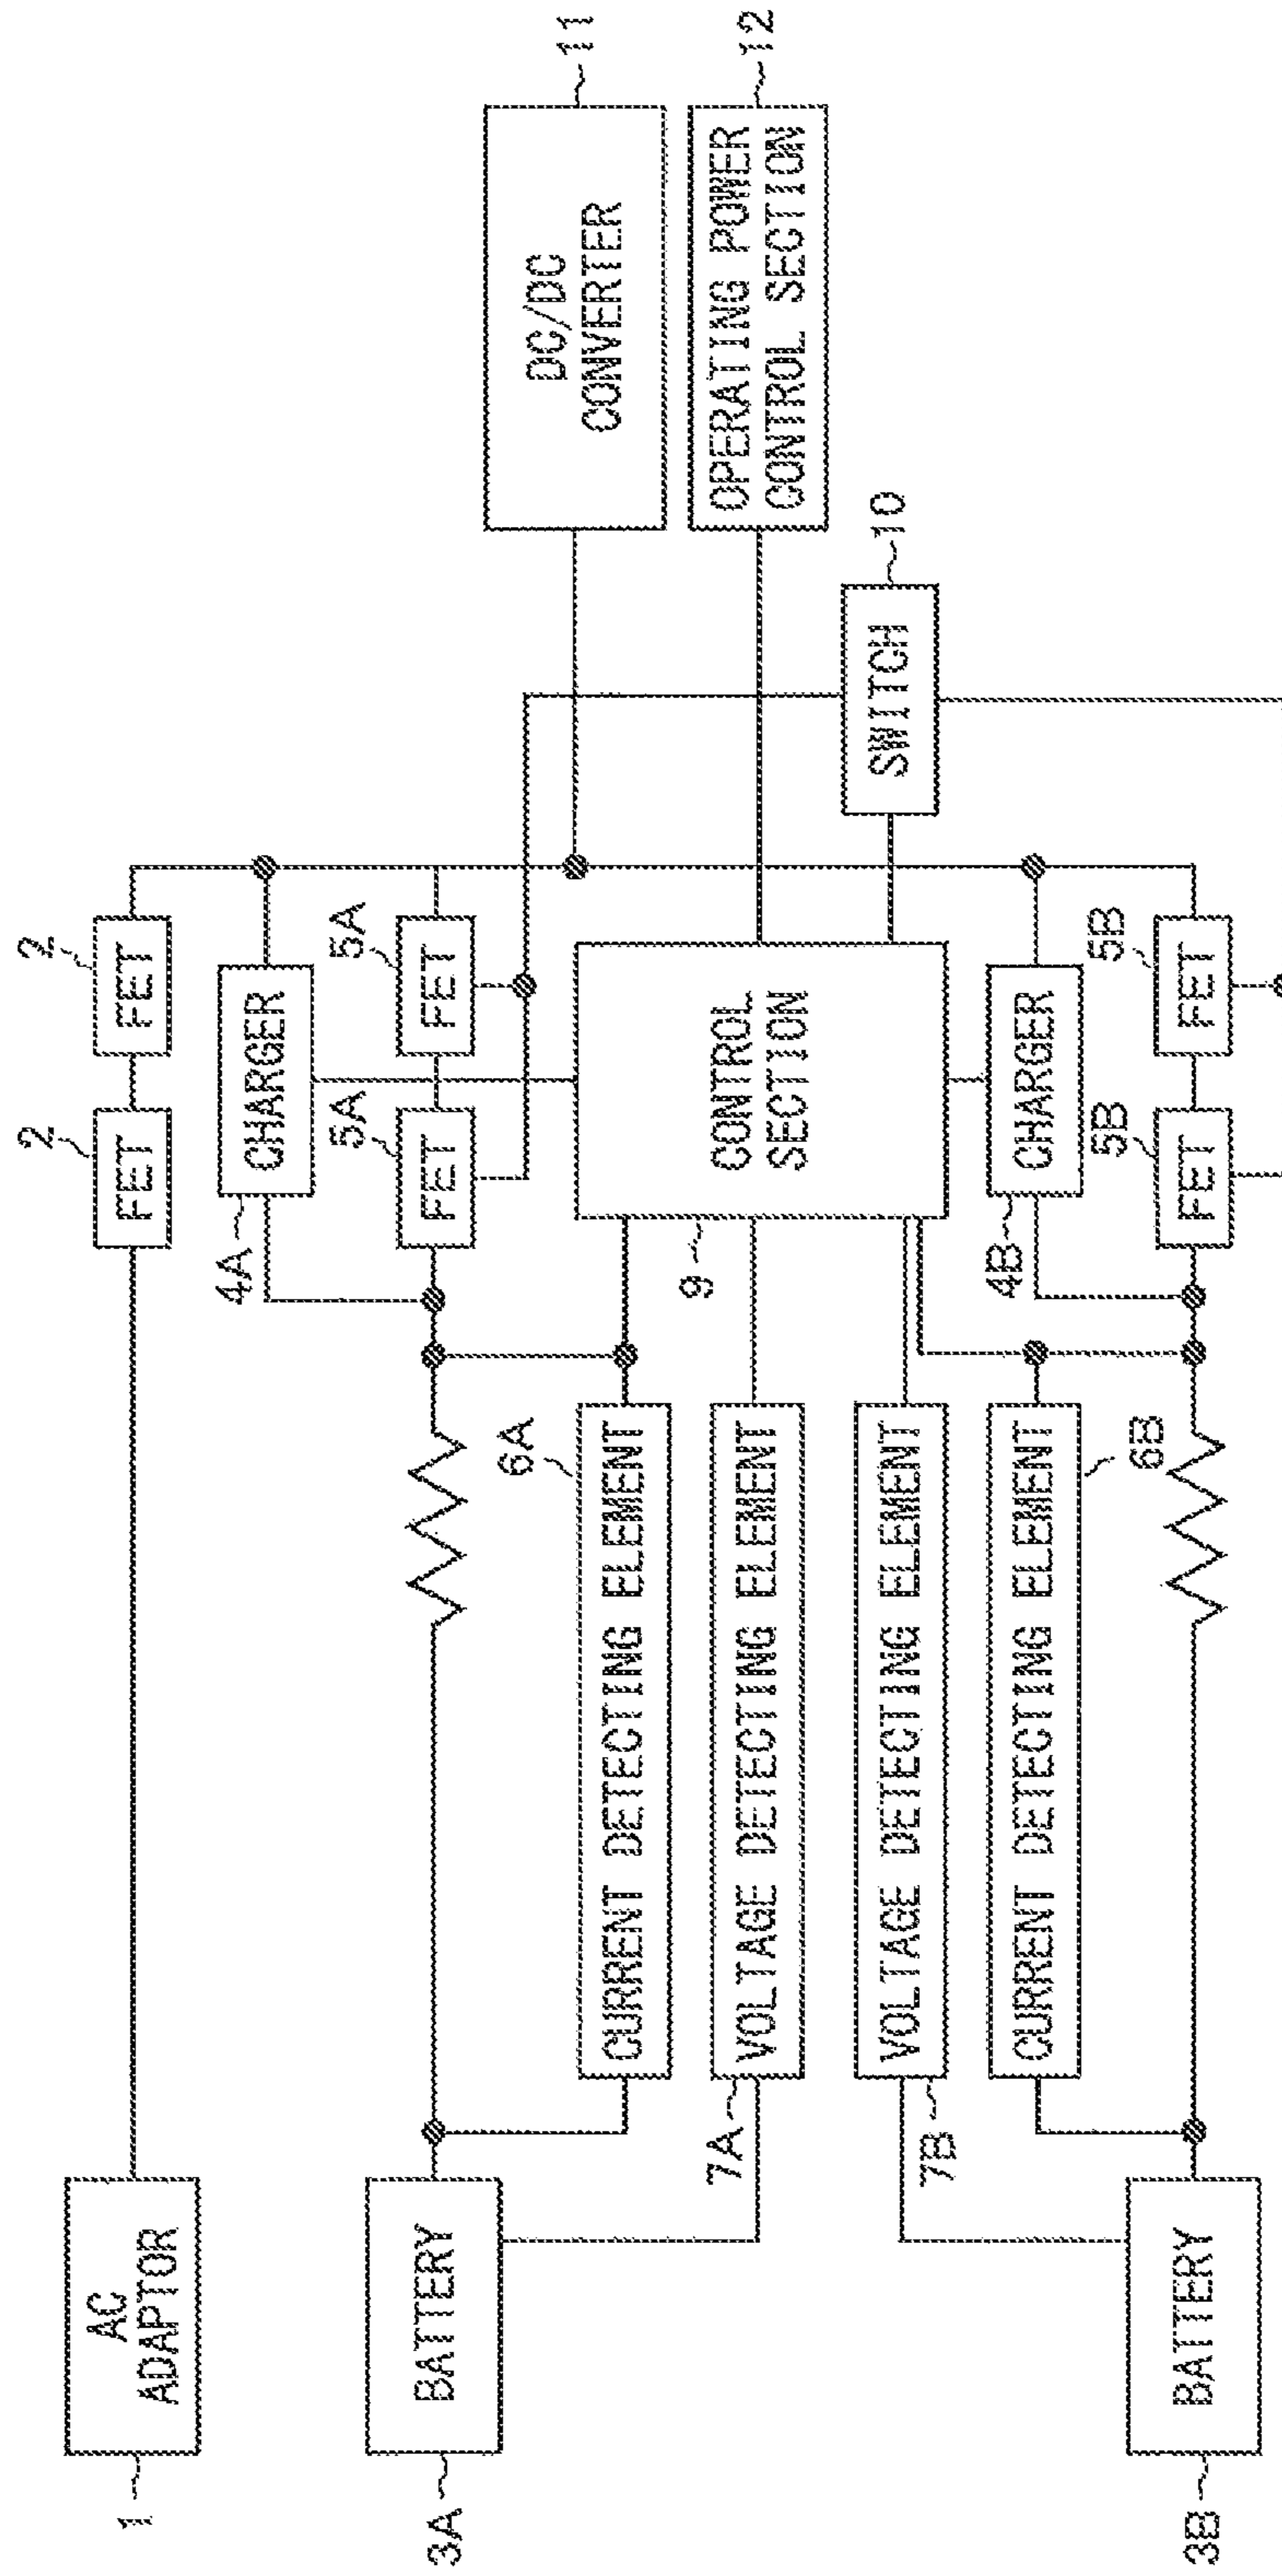 1
AC
ADAPTOR
2
FET
2
FET
11
DC/DC
CONVERTER
12
OPERATING POWER
CONTROL SECTION
4A
CHARGER
3A
BATTERY
5A
FET
5A
FET
6A
CURRENT DETECTING ELEMENT
7A
VOLTAGE DETECTING ELEMENT
9
CONTROL
SECTION
10
SWITCH
7B
VOLTAGE DETECTING ELEMENT
6B
CURRENT DETECTING ELEMENT
4B
CHARGER
3B
BATTERY
5B
FET
5B
FET